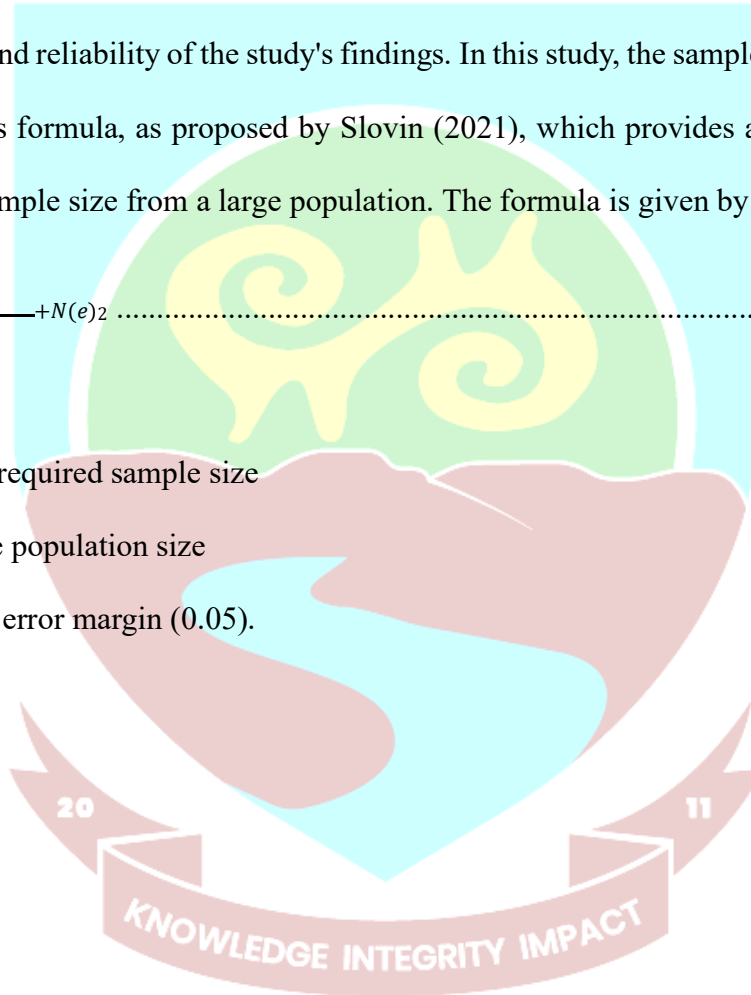 nd reliability of the study's findings. In this study, the sampl
s formula, as proposed by Slovin (2021), which provides a
mple size from a large population. The formula is given by
+N(e)2 ........................................................................................
required sample size
e population size
error margin (0.05).
20 11
KNOWLEDGE INTEGRITY IMPACT